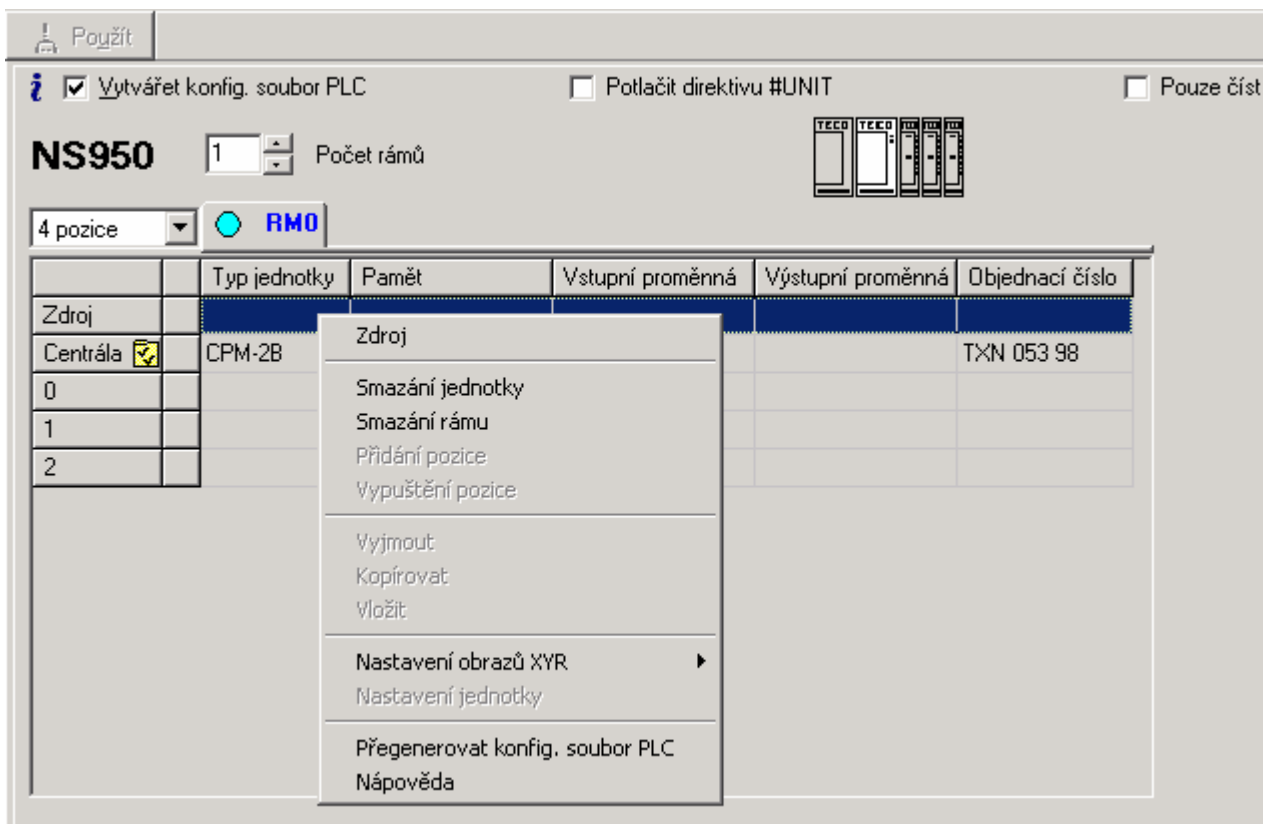 Použít
Vytvářet konfig. soubor PLC Potlačit direktivu #UNIT Pouze číst
TECO TECO
NS950 1 Počet rámů
4 pozice RM0
Typ jednotky Pamět Vstupní proměnná Výstupní proměnná Objednací číslo
Zdroj
Centrála CPM-2B TXN 053 98
0
1
2
Zdroj
Smazání jednotky
Smazání rámu
Přidání pozice
Vypuštění pozice
Vyjmout
Kopírovat
Vložit
Nastavení obrazů XYR
Nastavení jednotky
Přegenerovat konfig. soubor PLC
Nápověda